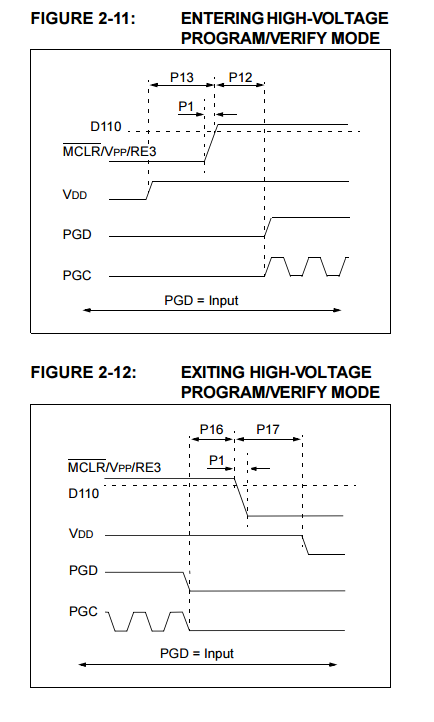 FIGURE 2-11: ENTERING HIGH-VOLTAGE
PROGRAM/VERIFY MODE
P13 P12
P1
D110
MCLR/VPP/RE3
VDD
PGD
PGC
PGD = Input
FIGURE 2-12: EXITING HIGH-VOLTAGE
PROGRAM/VERIFY MODE
P16 P17
P1
MCLR/VPP/RE3
D110
VDD
PGD
PGC
PGD = Input